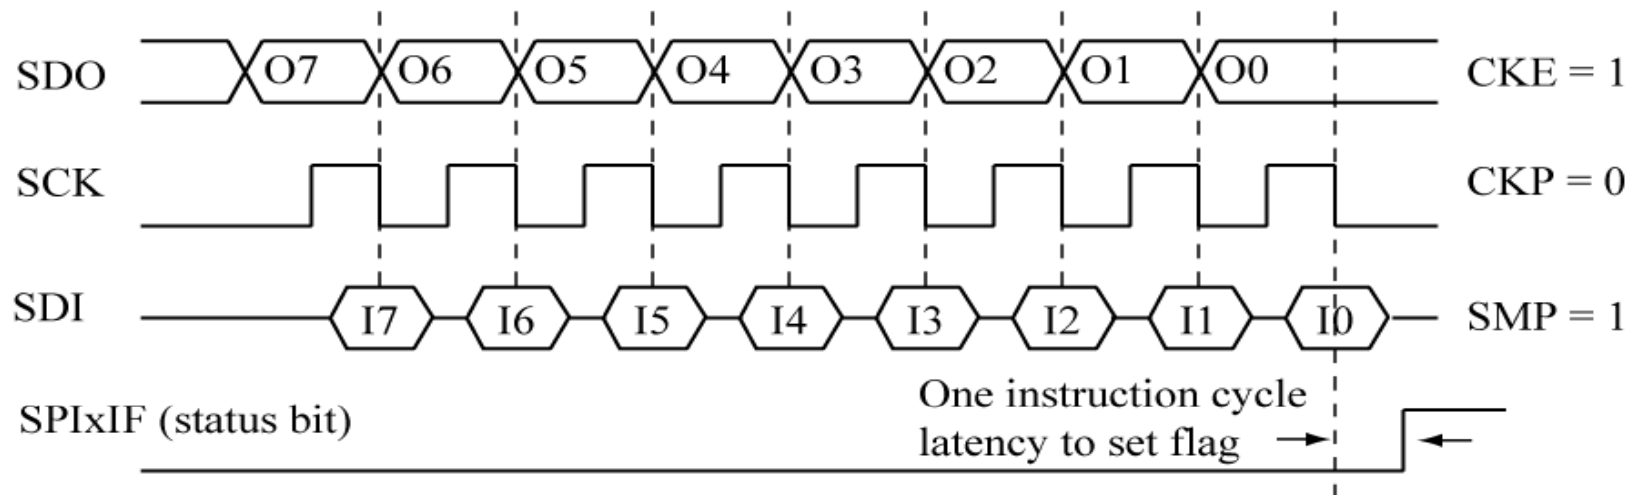 SDO O7 O6 O5 O4 O3 O2 O1 O0 CKE = 1
SCK CKP = 0
SDI I7 I6 I5 I4 I3 I2 I1 I0 SMP = 1
One instruction cycle
SPIxIF (status bit)
latency to set flag